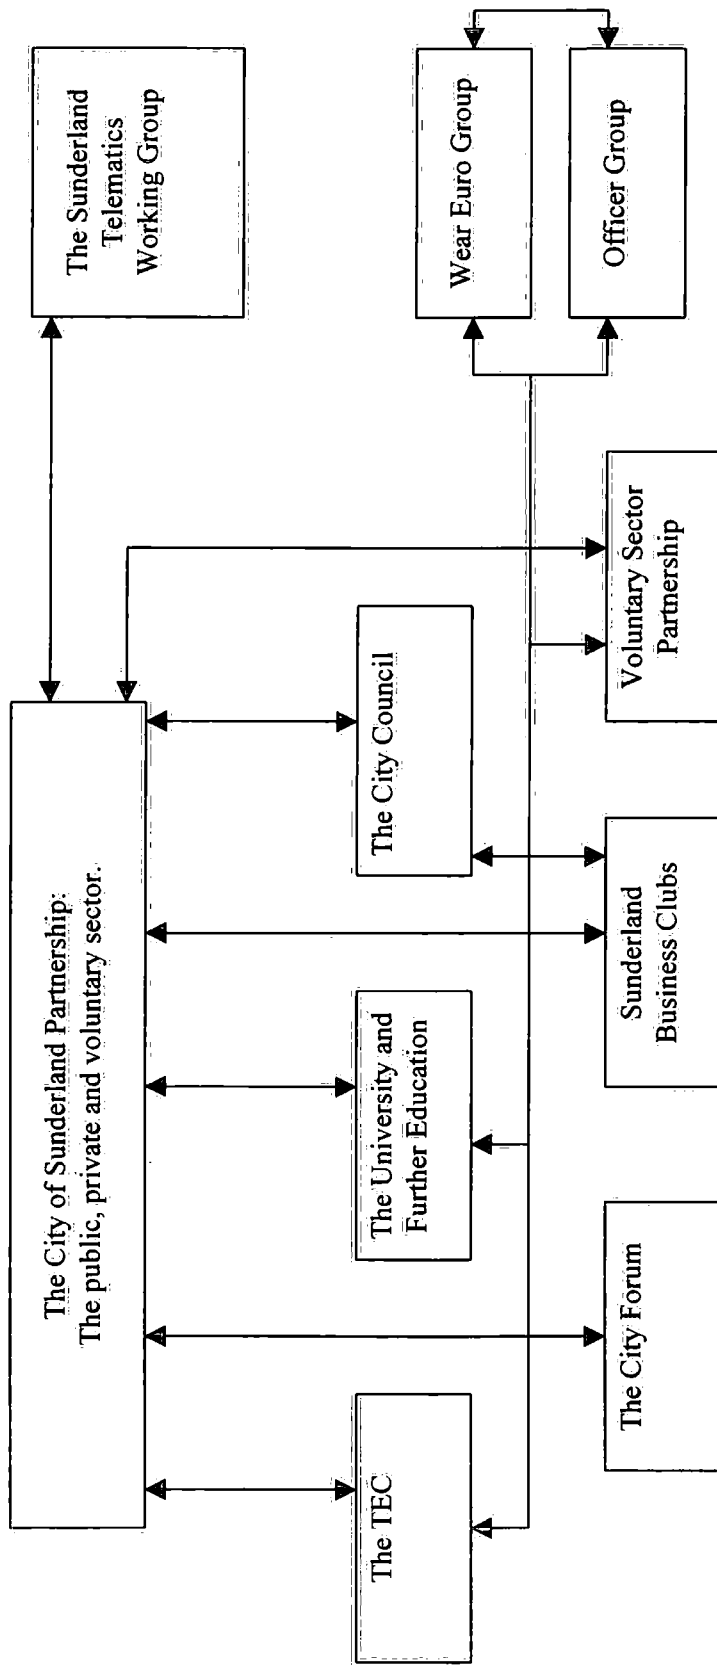 The City of Sunderland Partnership:
The public, private and voluntary sector.
The Sunderland
Telematics
Working Group
The TEC
The University and
Further Education
The City Council
Wear Euro Group
Officer Group
The City Forum
Sunderland
Business Clubs
Voluntary Sector
Partnership